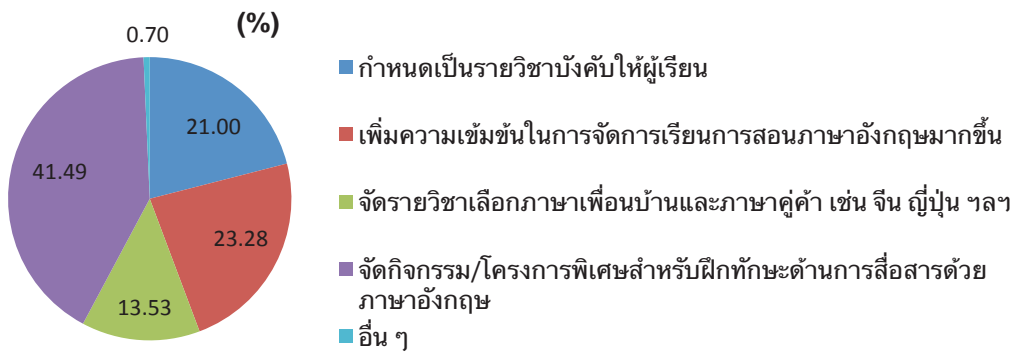 (%)
0.70
21.00
41.49
23.28
13.53
กำหนดเป็นรายวิชาบังคับให้ผู้เรียน
เพิ่มความเข้มข้นในการจัดการเรียนการสอนภาษาอังกฤษมากขึ้น
จัดรายวิชาเลือกภาษาเพื่อนบ้านและภาษาคู่ค้า เช่น จีน ญี่ปุ่น ฯลฯ
จัดกิจกรรม/โครงการพิเศษสำหรับฝึกทักษะด้านการสื่อสารด้วย
ภาษาอังกฤษ
อื่น ๆ